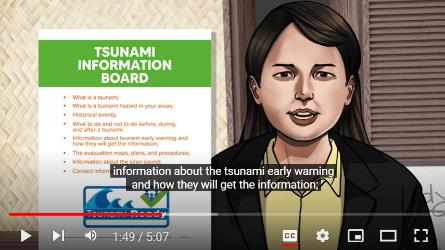 TSUNAMI
INFORMATION
BOARD
• What is a tsunami;
• What is a tsunami hazard in your areas;
• Historical events;
• What to do and not to do before, during,
and after a tsunami;
• Information about tsunami early warning and
how they will get the information;
• The evacuation maps, plans, and procedures;
• Information about the siren sound;
• Contact inform
information about the tsunami early warning
and how they will get the information;
Tsunami Ready
1:49 / 5:07
CC